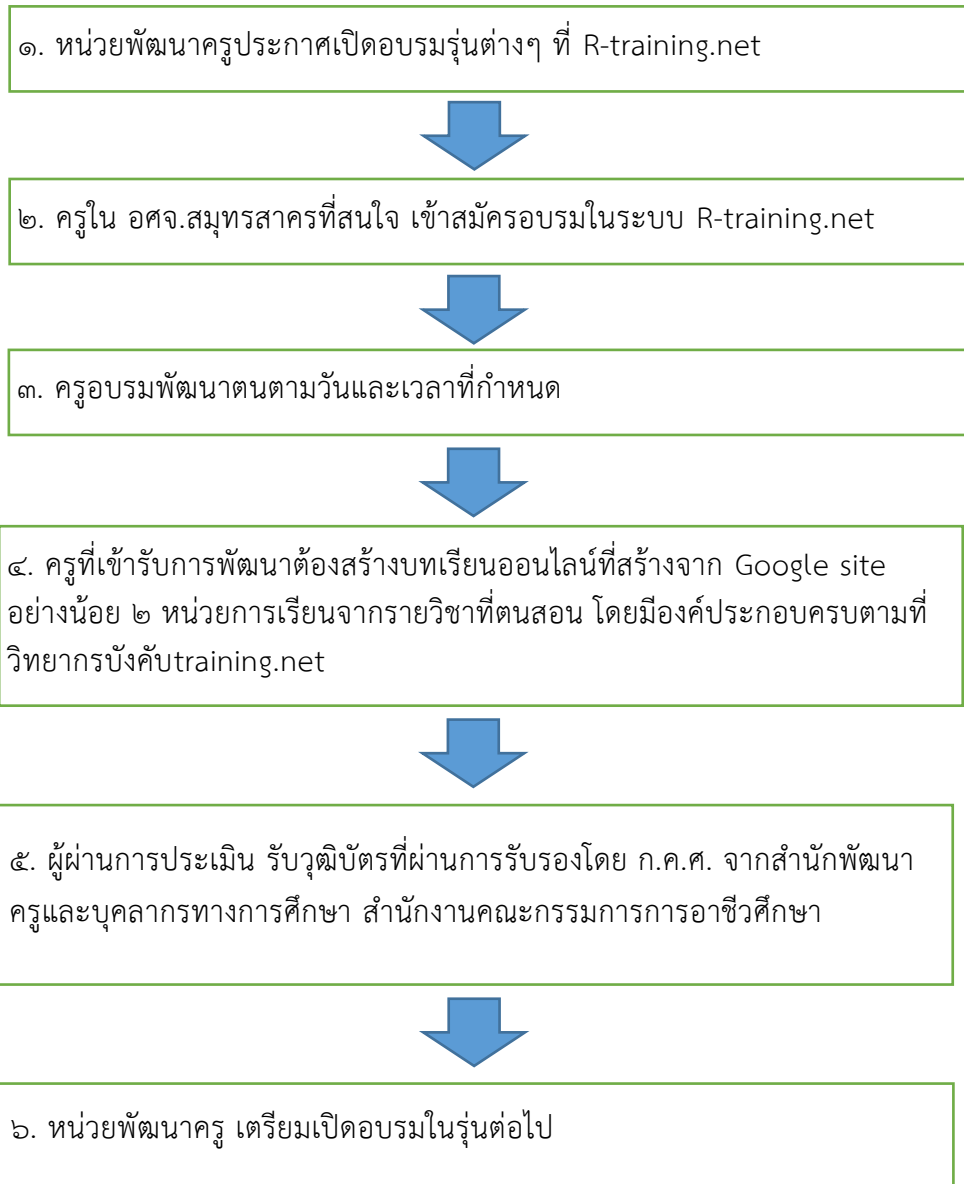 ๑. หน่วยพัฒนาครูประกาศเปิดอบรมรุ่นต่างๆ ที่ R-training.net
๒. ครูใน อศจ.สมุทรสาครที่สนใจ เข้าสมัครอบรมในระบบ R-training.net
๓. ครูอบรมพัฒนาตนตามวันและเวลาที่กำหนด
๔. ครูที่เข้ารับการพัฒนาต้องสร้างบทเรียนออนไลน์ที่สร้างจาก Google site
อย่างน้อย ๒ หน่วยการเรียนจากรายวิชาที่ตนสอน โดยมีองค์ประกอบครบตามที่
วิทยากรบังคับtraining.net
๕. ผู้ผ่านการประเมิน รับวุฒิบัตรที่ผ่านการรับรองโดย ก.ค.ศ. จากสำนักพัฒนา
ครูและบุคลากรทางการศึกษา สำนักงานคณะกรรมการการอาชีวศึกษา
๖. หน่วยพัฒนาครู เตรียมเปิดอบรมในรุ่นต่อไป